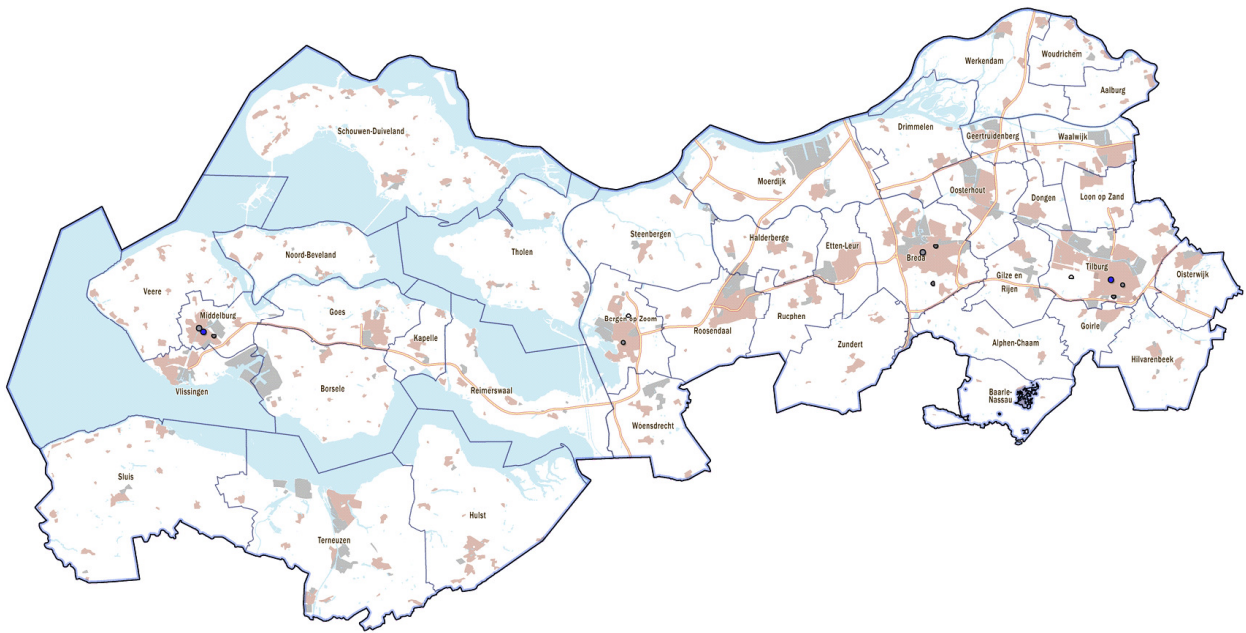 Werkendam
Woudrichem
Aalburg
Schouwen-Duiveland
Drimmelen
Geertruidenberg
Waalwijk
Moerdijk
Oosterhout
Dongen
Loon op Zand
Steenbergen
Halderberge
Etten-Leur
Tholen
Noord-Beveland
Breda
Tilburg
Oisterwijk
Gilze en
Rijen
Veere
Middelburg
Goes
Kapelle
Bergen op Zoom
Roosendaal
Rucphen
Zundert
Alphen-Chaam
Goirle
Hilvarenbeek
Vlissingen
Borsele
Reimerswaal
Baarle-
Nassau
Woensdrecht
Sluis
Hulst
Terneuzen